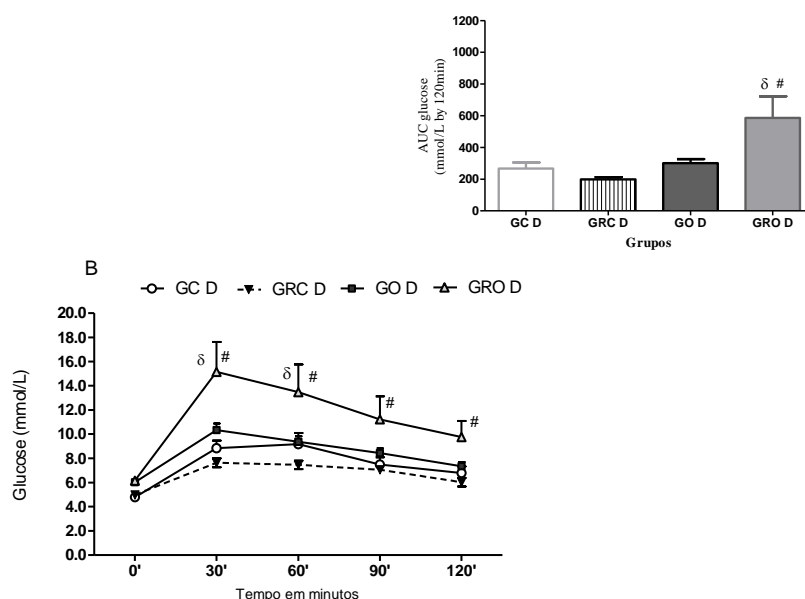 AUC glucose
(mmol/L by 120min)
1200
1000
800
600
400
200
0
δ #
GC D GRC D GO D GRO D
Grupos
B
GC D GRC D GO D GRO D
Glucose (mmol/L)
20.0
18.0
16.0
14.0
12.0
10.0
8.0
6.0
4.0
2.0
0.0
δ #
δ #
#
#
0' 30' 60' 90' 120'
Tempo em minutos